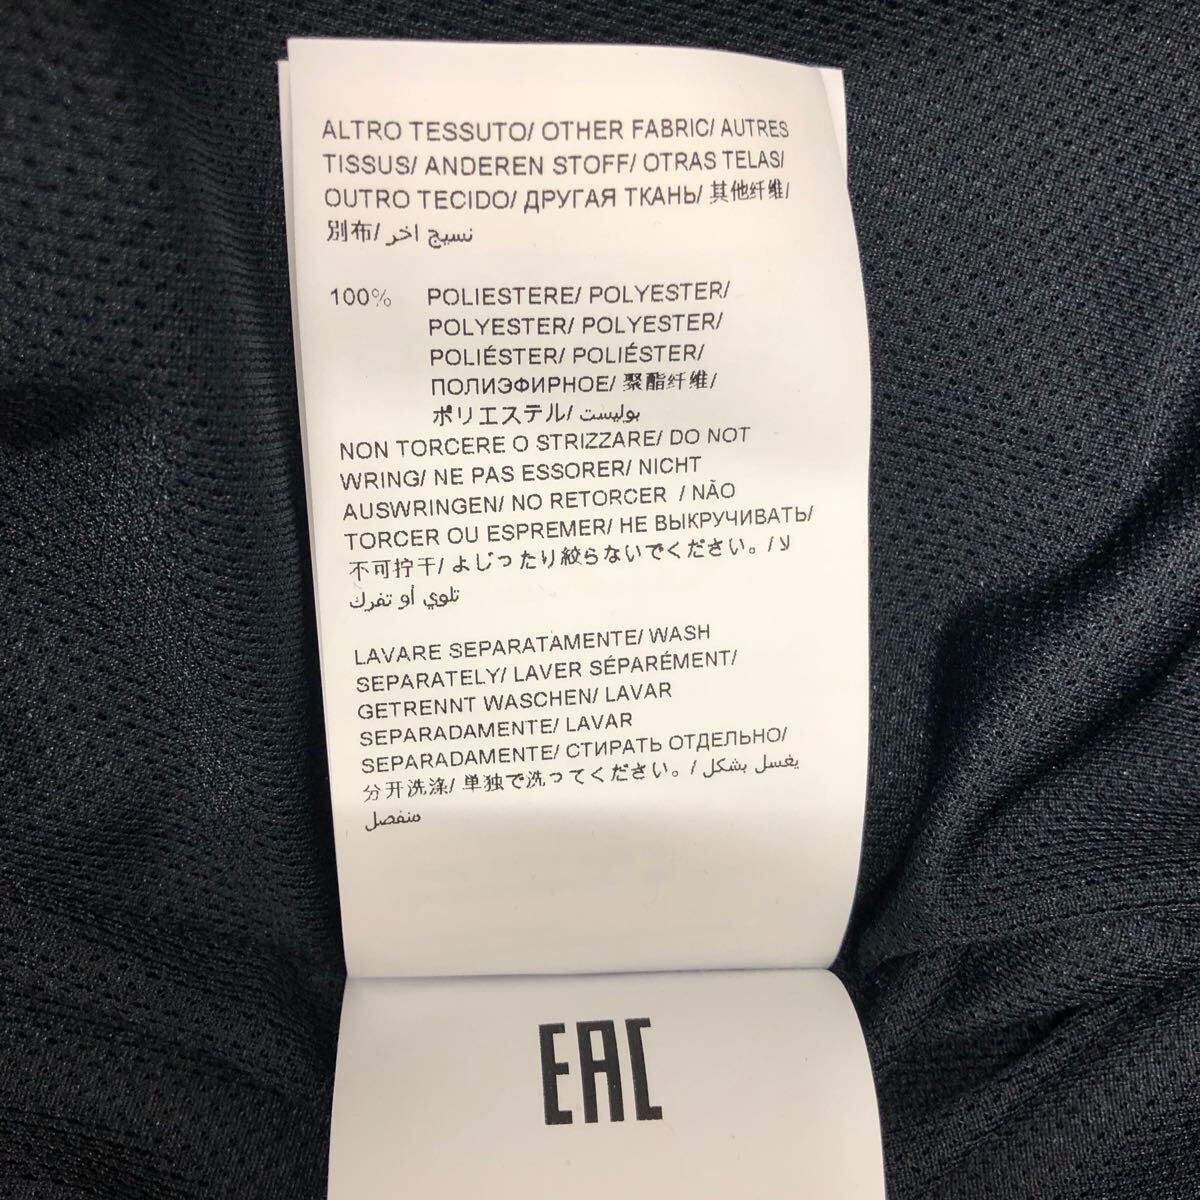 ALTRO TESSUTO/ OTHER FABRIC/ AUTRES
TISSUS/ ANDEREN STOFF/ OTRAS TELAS/
OUTRO TECIDO/ ДРУГАЯ ТКАНЬ/ 其他纤维/
別布/ نسيج اخر
100% POLIESTERE/ POLYESTER/
POLYESTER/ POLYESTER/
POLIÉSTER/ POLIÉSTER/
ПОЛИЭФИРНОЕ/ 聚酯纤维/
ポリエステル/ بوليست
NON TORCERE O STRIZZARE/ DO NOT
WRING/ NE PAS ESSORER/ NICHT
AUSWRINGEN/ NO RETORCER / NÃO
TORCER OU ESPREMER/ НЕ ВЫКРУЧИВАТЬ/
不可拧干/ よじったり絞らないでください。/ لا
تلوي أو تفرك
LAVARE SEPARATAMENTE/ WASH
SEPARATELY/ LAVER SÉPARÉMENT/
GETRENNT WASCHEN/ LAVAR
SEPARADAMENTE/ LAVAR
SEPARADAMENTE/ СТИРАТЬ ОТДЕЛЬНО/
分开洗涤/ 単独で洗ってください。/ يغسل بشكل
منفصل
EAC